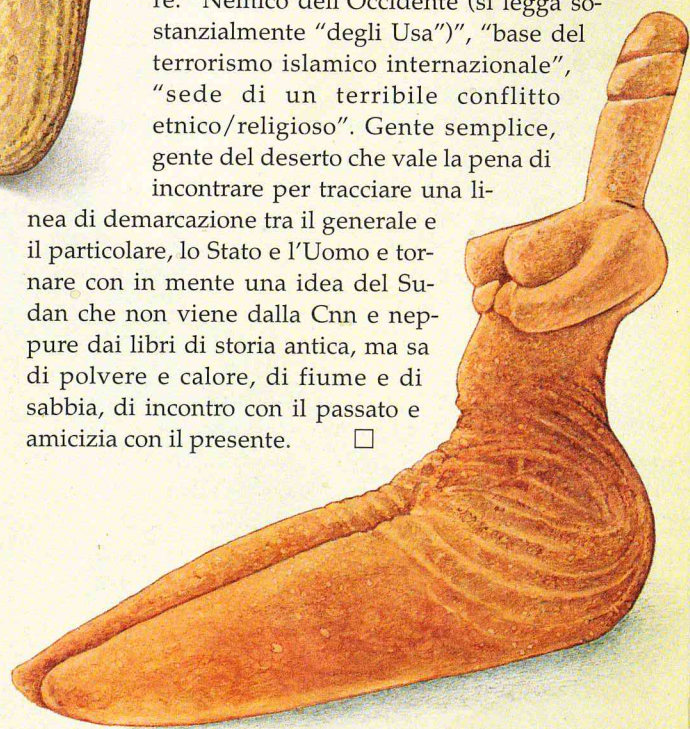 re. "Nemico dell'Occidente (si legga so-
stanzialmente "degli Usa")", "base del
terrorismo islamico internazionale",
"sede di un terribile conflitto
etnico/religioso". Gente semplice,
gente del deserto che vale la pena di
incontrare per tracciare una li-
nea di demarcazione tra il generale e
il particolare, lo Stato e l'Uomo e tor-
nare con in mente una idea del Su-
dan che non viene dalla Cnn e nep-
pure dai libri di storia antica, ma sa
di polvere e calore, di fiume e di
sabbia, di incontro con il passato e
amicizia con il presente. □